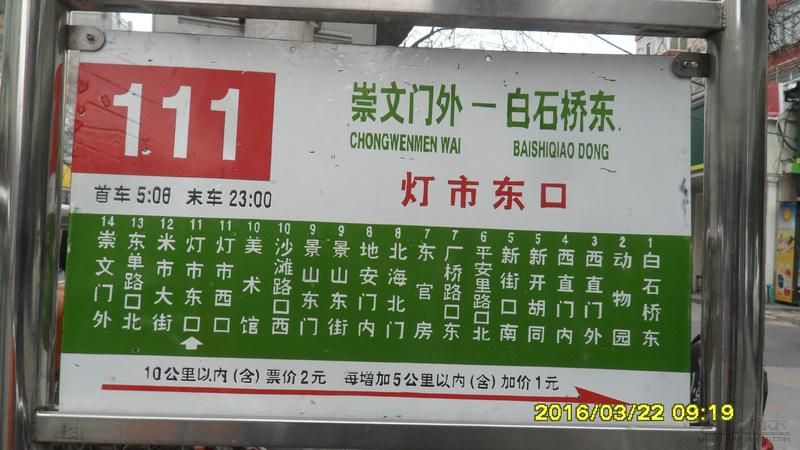 111
崇文门外 — 白石桥东
CHONGWENMEN WAI BAISHIQIAO DONG
首车 5:08 末车 23:00
灯市东口
14 崇文门外
13 东单路口北
12 米市大街
11 灯市东口
11 灯市西口
10 美术馆
10 沙滩路口西
9 景山东门
9 景山东街
8 地安门内
8 北海北门
7 东官房
7 厂桥路口东
6 平安里路口北
5 新街口南
5 新开胡同
4 西直门内
3 西直门外
2 动物园
1 白石桥东
10公里以内(含)票价2元 每增加5公里以内(含)加价1元
2016/03/22 09:19